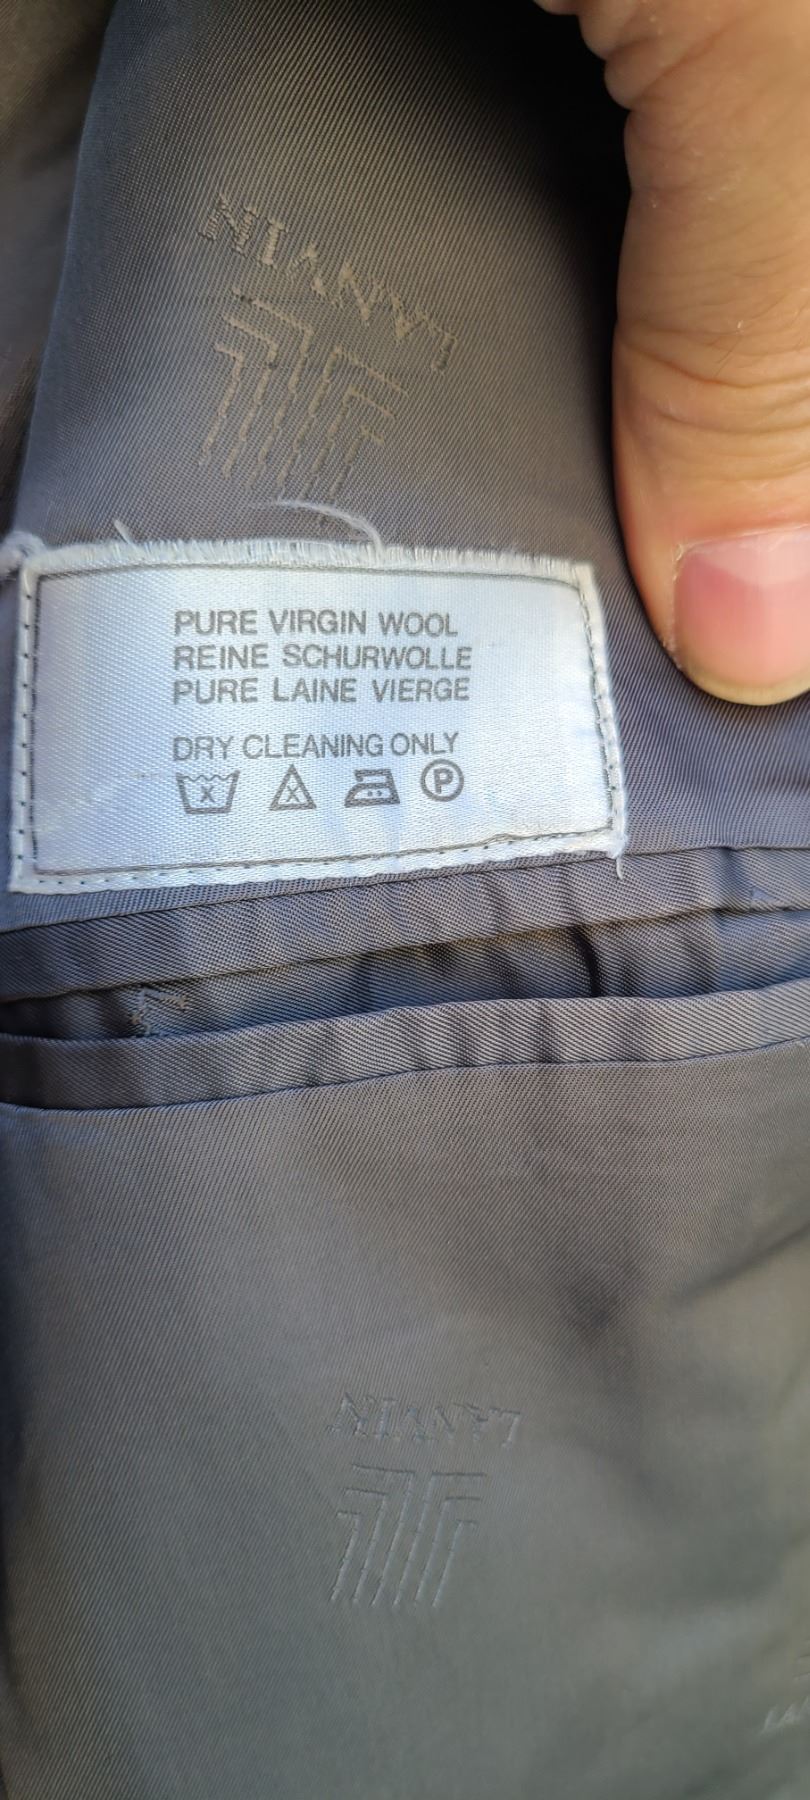 LANVIN
PURE VIRGIN WOOL
REINE SCHURWOLLE
PURE LAINE VIERGE
DRY CLEANING ONLY
X X P
LANVIN